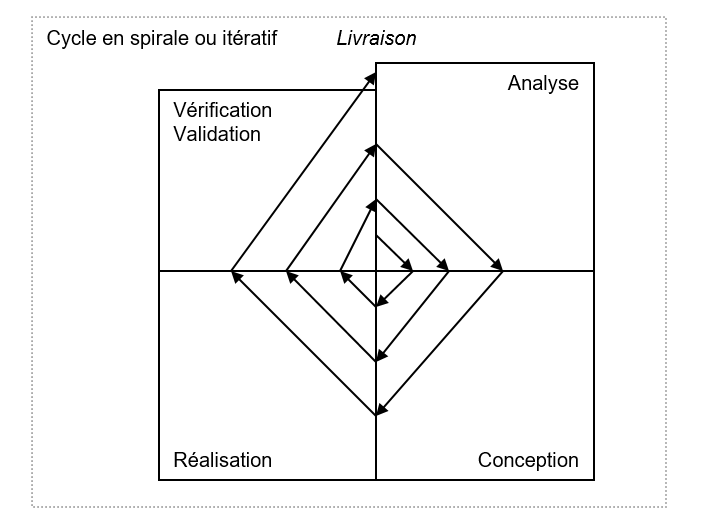 Cycle en spirale ou itératif
Livraison
Analyse
Vérification
Validation
Réalisation
Conception